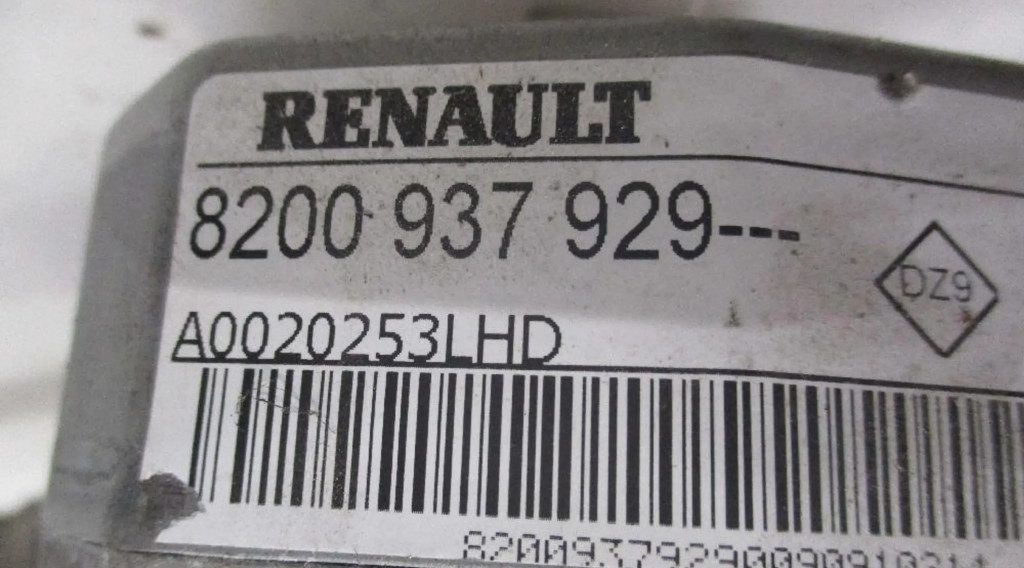 RENAULT
8200 937 929---
DZ9
A0020253LHD